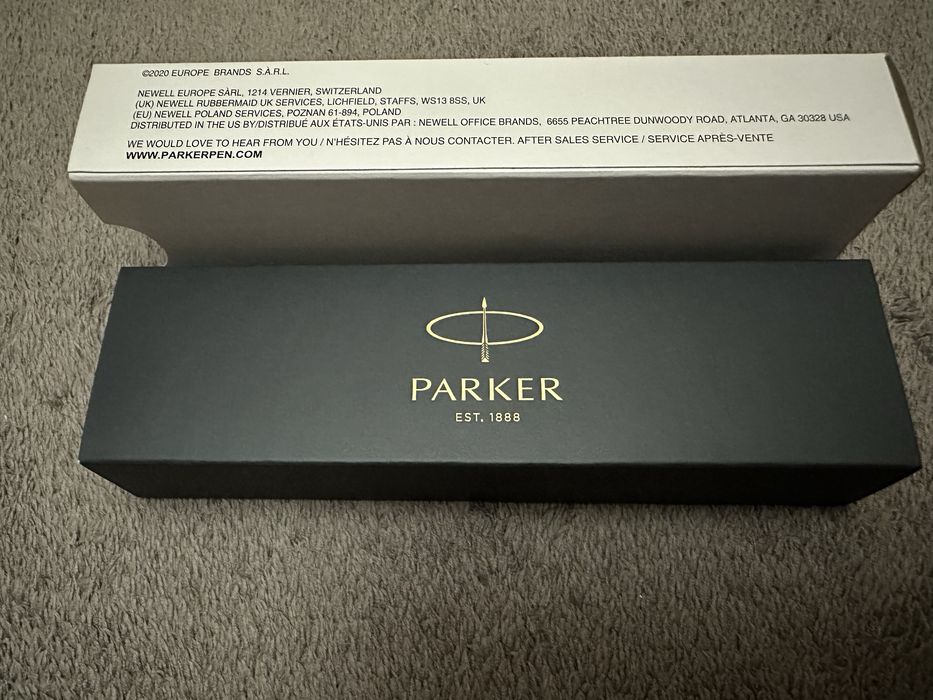 ©2020 EUROPE BRANDS S.À.R.L.
NEWELL EUROPE SÀRL, 1214 VERNIER, SWITZERLAND
(UK) NEWELL RUBBERMAID UK SERVICES, LICHFIELD, STAFFS, WS13 8SS, UK
(EU) NEWELL POLAND SERVICES, POZNAN 61-894, POLAND
DISTRIBUTED IN THE US BY/DISTRIBUÉ AUX ÉTATS-UNIS PAR : NEWELL OFFICE BRANDS, 6655 PEACHTREE DUNWOODY ROAD, ATLANTA, GA 30328 USA
WE WOULD LOVE TO HEAR FROM YOU / N'HÉSITEZ PAS À NOUS CONTACTER. AFTER SALES SERVICE / SERVICE APRÈS-VENTE
WWW.PARKERPEN.COM
PARKER
EST. 1888